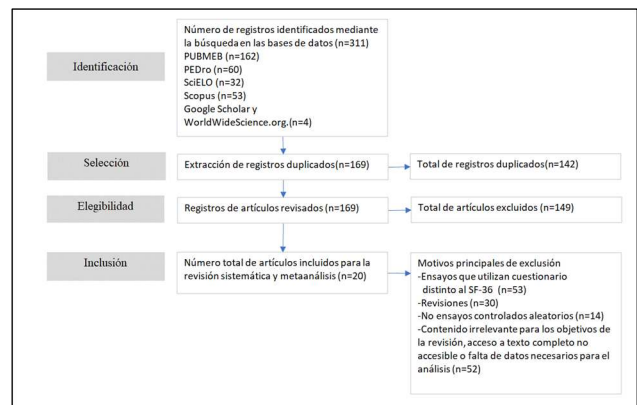 Identificación
Número de registros identificados mediante
la búsqueda en las bases de datos (n=311)
PUBMEB (n=162)
PEDro (n=60)
SciELO (n=32)
Scopus (n=53)
Google Scholar y
WorldWideScience.org.(n=4)
Selección
Extracción de registros duplicados(n=169)
Total de registros duplicados(n=142)
Elegibilidad
Registros de artículos revisados (n=169)
Total de artículos excluidos (n=149)
Inclusión
Número total de artículos incluidos para la
revisión sistemática y metaanálisis (n=20)
Motivos principales de exclusión
-Ensayos que utilizan cuestionario
distinto al SF-36 (n=53)
-Revisiones (n=30)
-No ensayos controlados aleatorios (n=14)
-Contenido irrelevante para los objetivos de
la revisión, acceso a texto completo no
accesible o falta de datos necesarios para el
análisis (n=52)